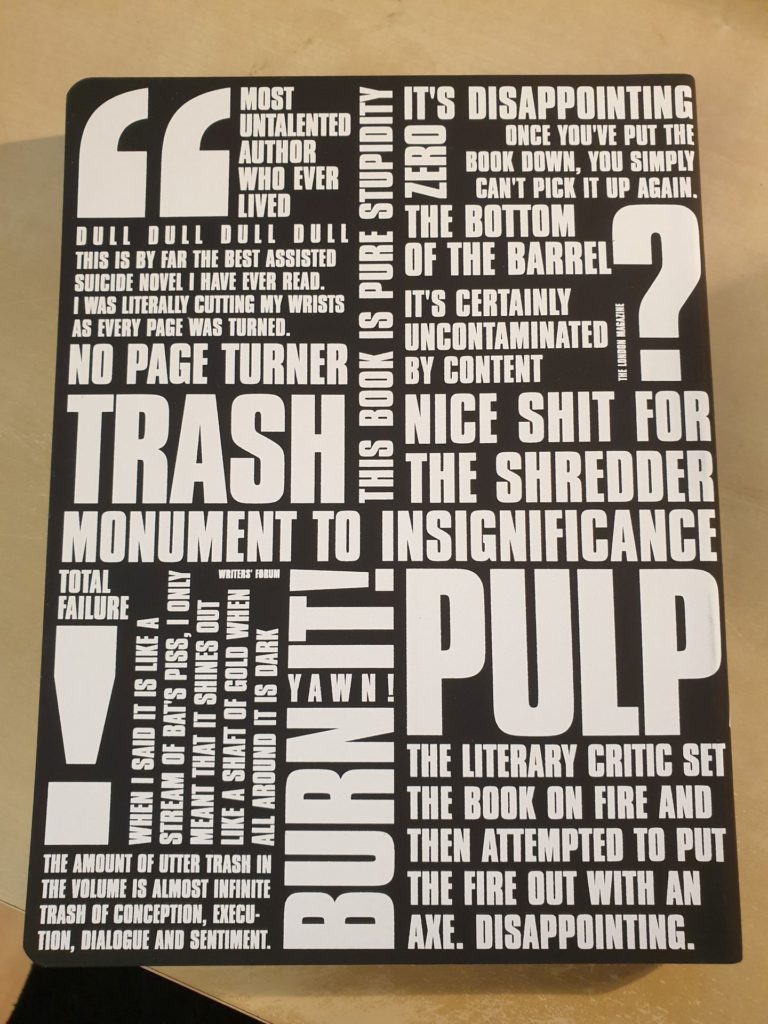 “
MOST
UNTALENTED
AUTHOR
WHO EVER
LIVED
DULL DULL DULL DULL
THIS IS BY FAR THE BEST ASSISTED
SUICIDE NOVEL I HAVE EVER READ.
I WAS LITERALLY CUTTING MY WRISTS
AS EVERY PAGE WAS TURNED.
NO PAGE TURNER
TRASH
THIS BOOK IS PURE STUPIDITY
IT'S DISAPPOINTING
ZERO
ONCE YOU'VE PUT THE
BOOK DOWN, YOU SIMPLY
CAN'T PICK IT UP AGAIN.
THE BOTTOM
OF THE BARREL
?
IT'S CERTAINLY
UNCONTAMINATED
BY CONTENT
THE LONDON MAGAZINE
NICE SHIT FOR
THE SHREDDER
MONUMENT TO INSIGNIFICANCE
TOTAL
FAILURE
!
WHEN I SAID IT IS LIKE A
STREAM OF BAT'S PISS, I ONLY
MEANT THAT IT SHINES OUT
LIKE A SHAFT OF GOLD WHEN
ALL AROUND IT IS DARK
WRITERS' FORUM
BURN IT!
YAWN!
PULP
THE LITERARY CRITIC SET
THE BOOK ON FIRE AND
THEN ATTEMPTED TO PUT
THE FIRE OUT WITH AN
AXE. DISAPPOINTING.
THE AMOUNT OF UTTER TRASH IN
THE VOLUME IS ALMOST INFINITE
TRASH OF CONCEPTION, EXECU-
TION, DIALOGUE AND SENTIMENT.